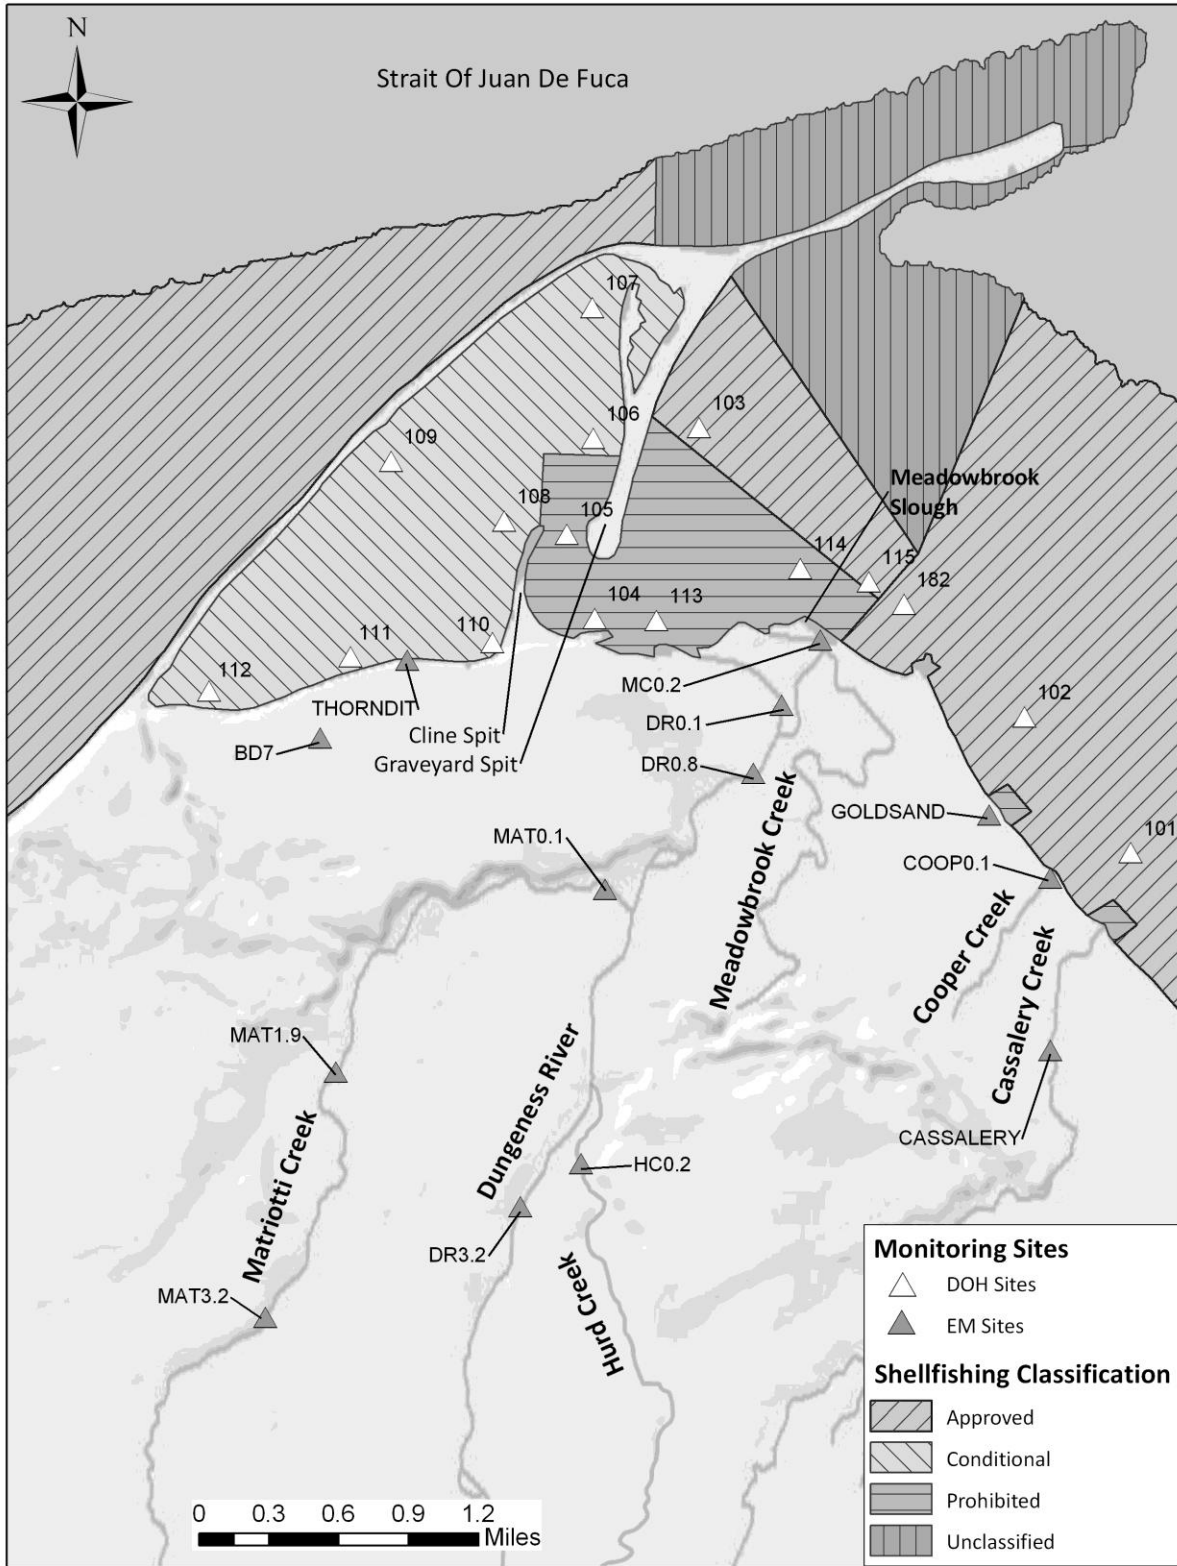 N
Strait Of Juan De Fuca
107
103
106
109
Meadowbrook
Slough
108
105
114
115
182
104
113
110
111
112
MC0.2
102
THORNDIT
DR0.1
Cline Spit
BD7
Graveyard Spit
DR0.8
GOLDSAND
MAT0.1
101
COOP0.1
Meadowbrook Creek
Cooper Creek
Cassalery Creek
MAT1.9
CASSALERY
Dungeness River
HC0.2
Matriotti Creek
DR3.2
MAT3.2
Hurd Creek
Monitoring Sites
DOH Sites
EM Sites
Shellfishing Classification
Approved
Conditional
Prohibited
Unclassified
0 0.3 0.6 0.9 1.2
Miles